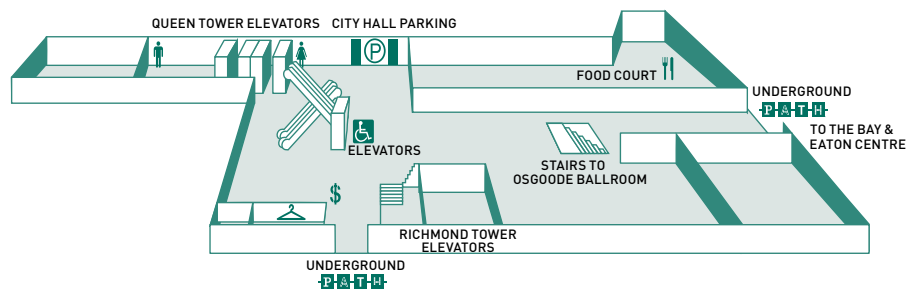 QUEEN TOWER ELEVATORS
CITY HALL PARKING
P
FOOD COURT
UNDERGROUND
PATH
TO THE BAY &
EATON CENTRE
ELEVATORS
STAIRS TO
OSGOODE BALLROOM
$
RICHMOND TOWER
ELEVATORS
UNDERGROUND
PATH